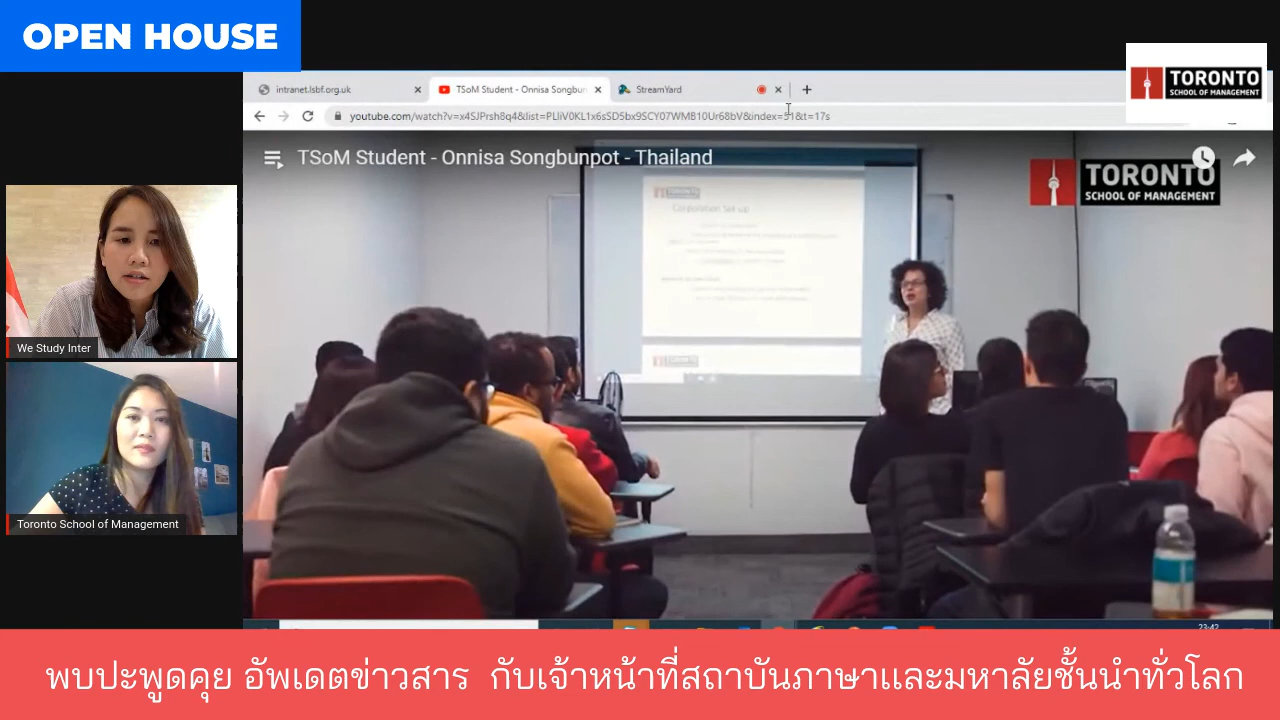 OPEN HOUSE
TORONTO
SCHOOL OF MANAGEMENT
intranet.lsbf.org.uk
TSoM Student - Onnisa Songbun
StreamYard
youtube.com/watch?v=x4SJPrsh8q4&list=PLIiV0KL1x6sSD5bx9SCY07WMB10Ur68bV&index=51&t=17s
TSoM Student - Onnisa Songbunpot - Thailand
TORONTO
SCHOOL OF MANAGEMENT
TORONTO
Corporation Set up
We Study Inter
Toronto School of Management
23:42
พบปะพูดคุย อัพเดตข่าวสาร กับเจ้าหน้าที่สถาบันภาษาและมหาลัยชั้นนำทั่วโลก